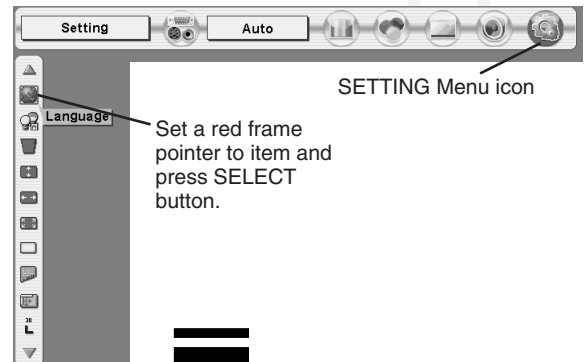 Setting
Auto
SETTING Menu icon
Language
Set a red frame
pointer to item and
press SELECT
button.